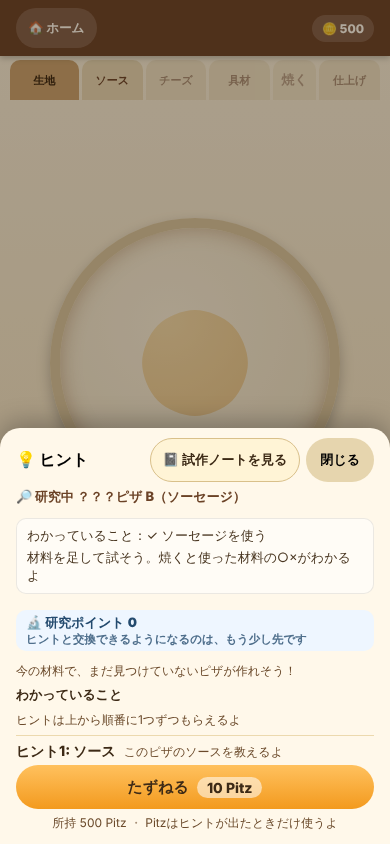 🏠 ホーム
🪙 500
生地 ソース チーズ 具材 焼く 仕上げ
💡 ヒント
📓 試作ノートを見る
閉じる
🔎 研究中 ？？？ピザ B（ソーセージ）
わかっていること：✓ ソーセージを使う
材料を足して試そう。焼くと使った材料の○×がわかる
よ
🔬 研究ポイント 0
ヒントと交換できるようになるのは、もう少し先です
今の材料で、まだ見つけていないピザが作れそう！
わかっていること
ヒントは上から順番に1つずつもらえるよ
ヒント1: ソース このピザのソースを教えるよ
たずねる 10 Pitz
所持 500 Pitz ・ Pitzはヒントが出たときだけ使うよ